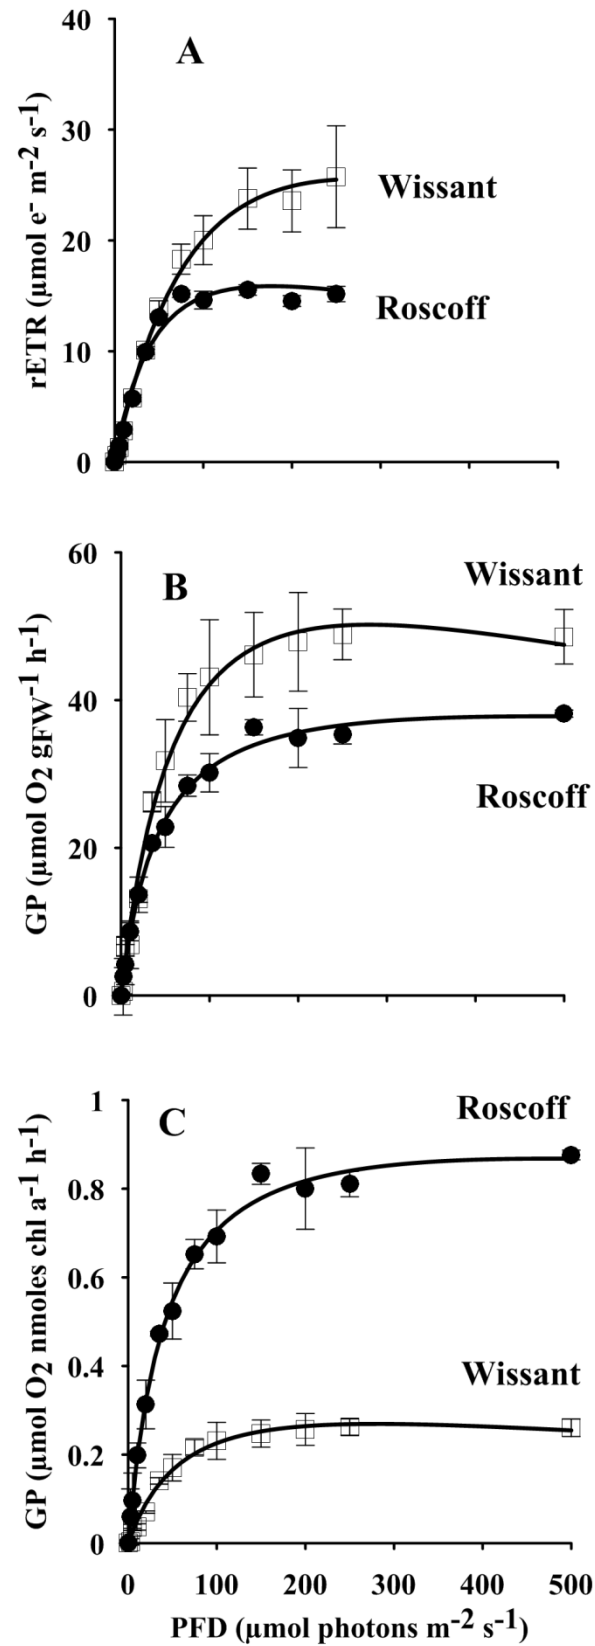 40
A
30
Wissant
20
Roscoff
10
0
rETR (µmol e- m-2 s-1)
60
Wissant
B
40
Roscoff
20
0
GP (µmol O2 gFW-1 h-1)
1
Roscoff
C
0.8
0.6
0.4
Wissant
0.2
0
GP (µmol O2 nmoles chl a-1 h-1)
0 100 200 300 400 500
PFD (µmol photons m-2 s-1)